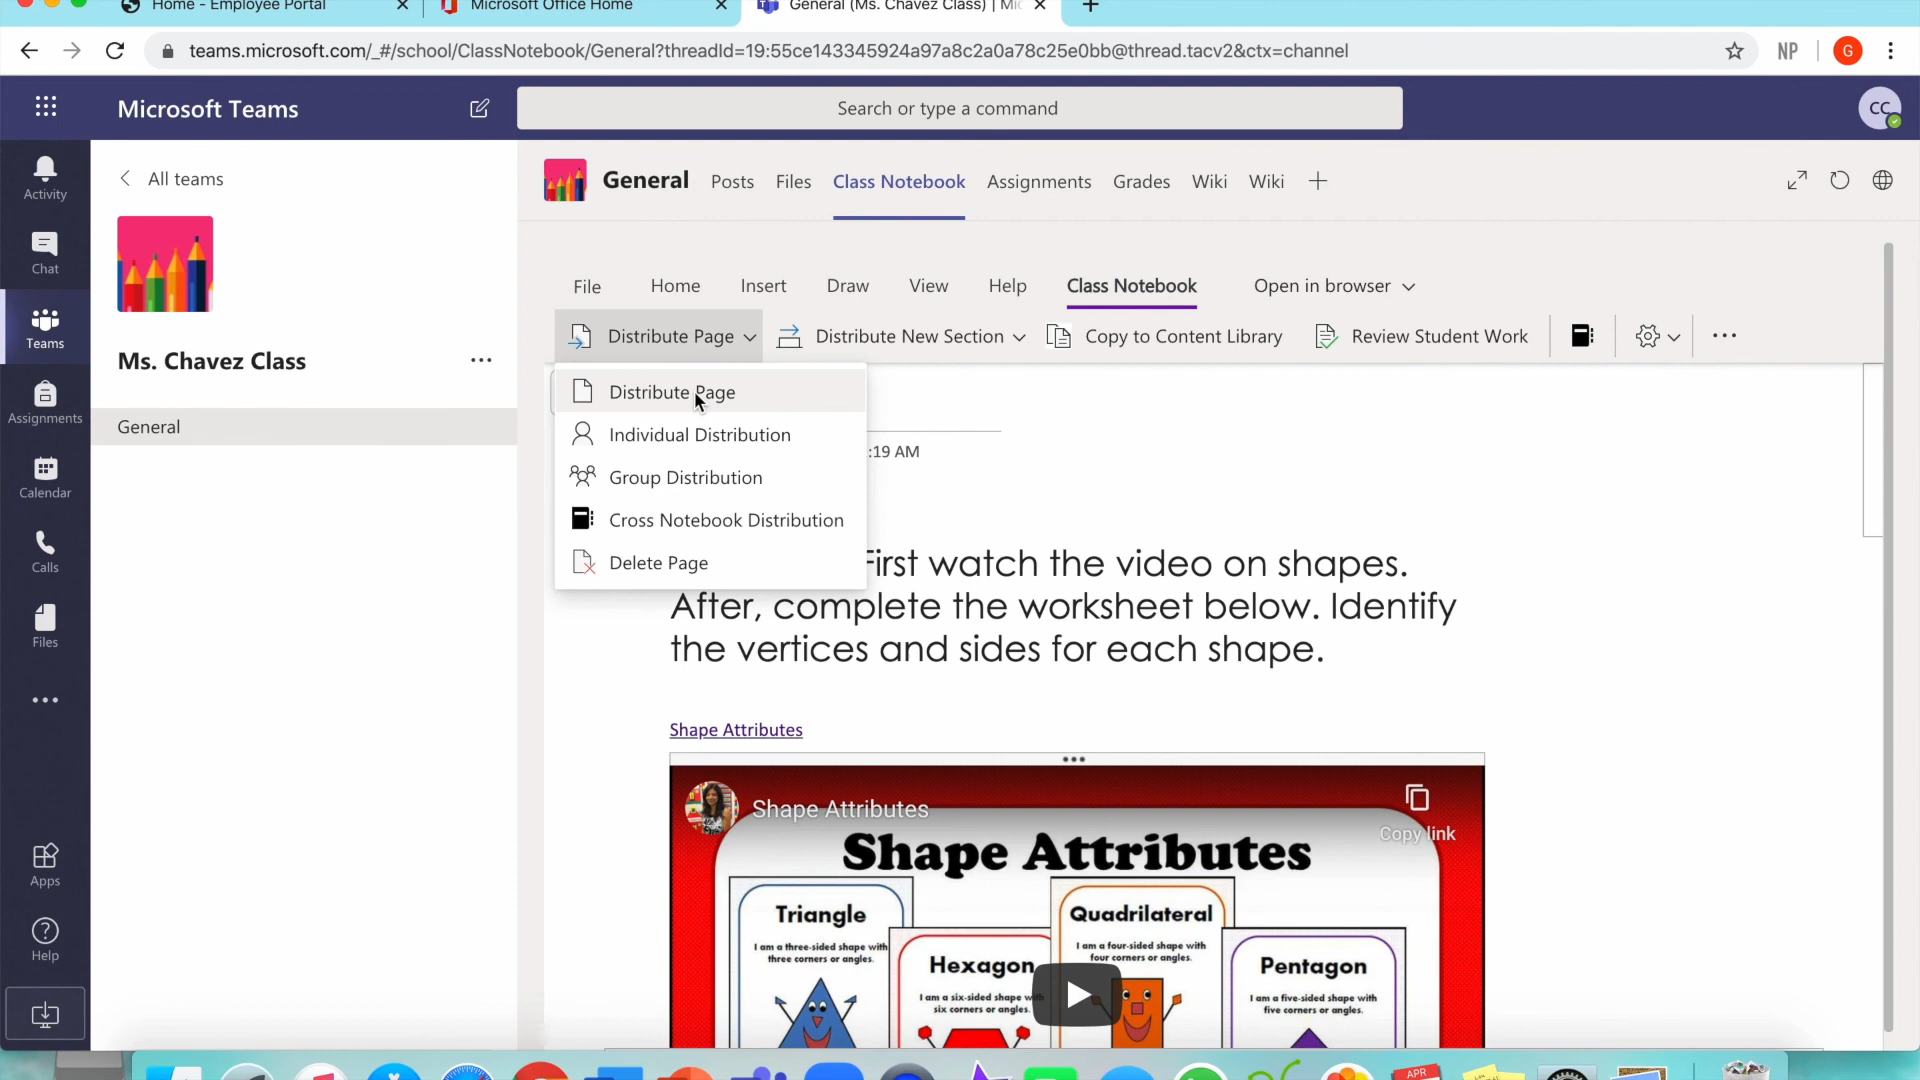 Home - Employee Portal
Microsoft Office Home
General (Ms. Chavez Class) | Mic
teams.microsoft.com/_#/school/ClassNotebook/General?threadId=19:55ce143345924a97a8c2a0a78c25e0bb@thread.tacv2&ctx=channel
NP
G
Microsoft Teams
Search or type a command
CC
Activity
Chat
Teams
Assignments
Calendar
Calls
Files
Apps
Help
All teams
Ms. Chavez Class
General
General Posts Files Class Notebook Assignments Grades Wiki Wiki
File Home Insert Draw View Help Class Notebook Open in browser
Distribute Page Distribute New Section Copy to Content Library Review Student Work
Distribute Page
Individual Distribution
Group Distribution
Cross Notebook Distribution
Delete Page
:19 AM
First watch the video on shapes.
After, complete the worksheet below. Identify
the vertices and sides for each shape.
Shape Attributes
Shape Attributes
Copy link
Shape Attributes
Triangle
I am a three-sided shape with
three corners or angles.
Hexagon
I am a six-sided shape with
six corners or angles.
Quadrilateral
I am a four-sided shape with
four corners or angles.
Pentagon
I am a five-sided shape with
five corners or angles.
APR